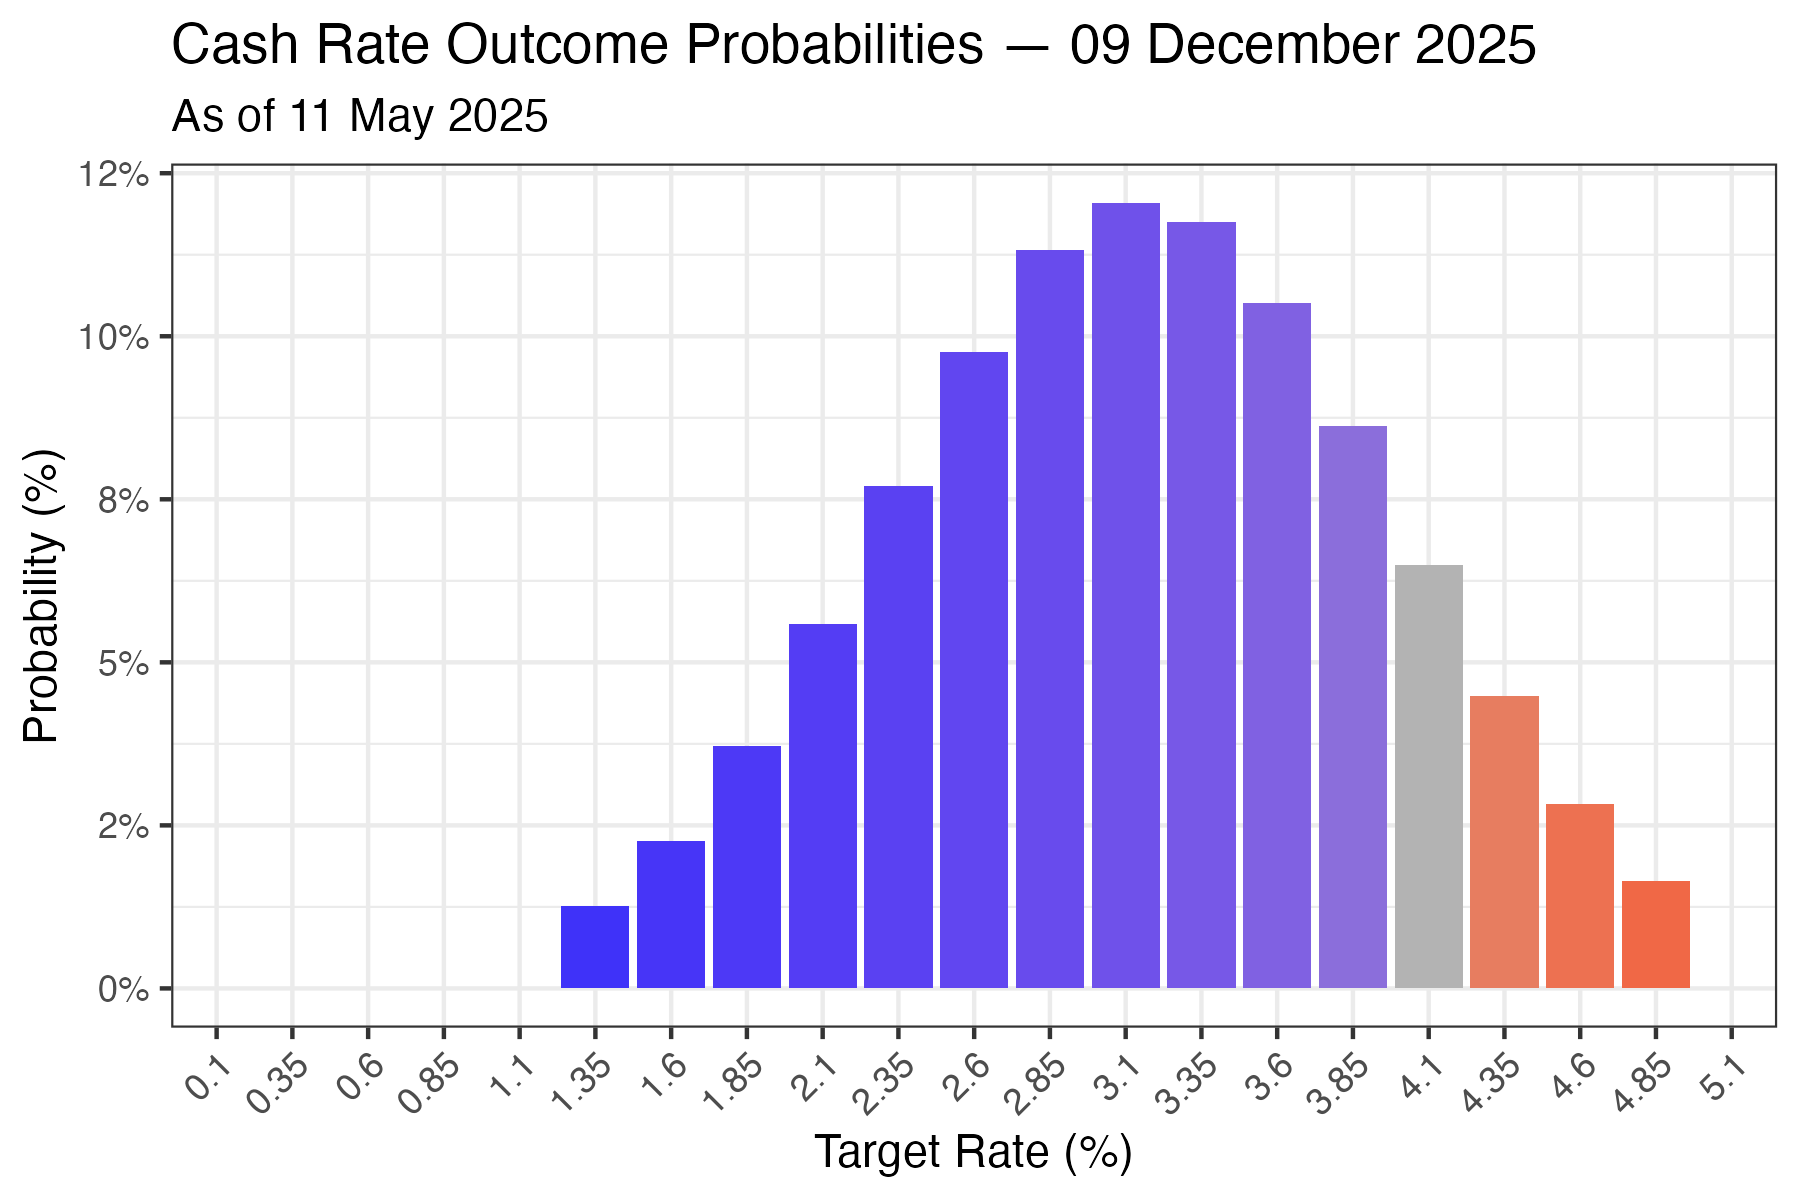 Cash Rate Outcome Probabilities — 09 December 2025
As of 11 May 2025
Probability (%)
12%
10%
8%
5%
2%
0%
0.1 0.35 0.6 0.85 1.1 1.35 1.6 1.85 2.1 2.35 2.6 2.85 3.1 3.35 3.6 3.85 4.1 4.35 4.6 4.85 5.1
Target Rate (%)